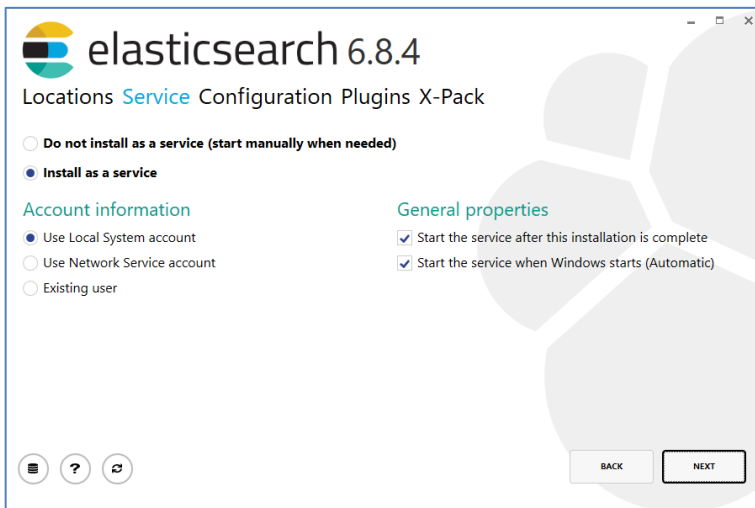 elasticsearch 6.8.4
Locations Service Configuration Plugins X-Pack
Do not install as a service (start manually when needed)
Install as a service
Account information
Use Local System account
Use Network Service account
Existing user
General properties
Start the service after this installation is complete
Start the service when Windows starts (Automatic)
?
BACK
NEXT